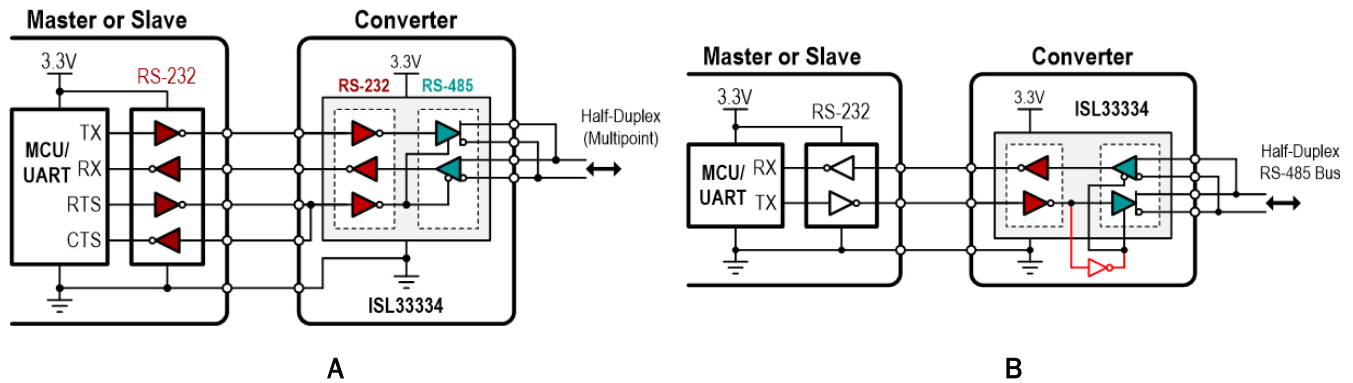 Master or Slave
Converter
3.3V
RS-232
3.3V
RS-232
RS-485
MCU/
UART
TX
RX
RTS
CTS
Half-Duplex
(Multipoint)
ISL33334
A
Master or Slave
Converter
3.3V
RS-232
3.3V
ISL33334
MCU/
UART
RX
TX
Half-Duplex
RS-485 Bus
B